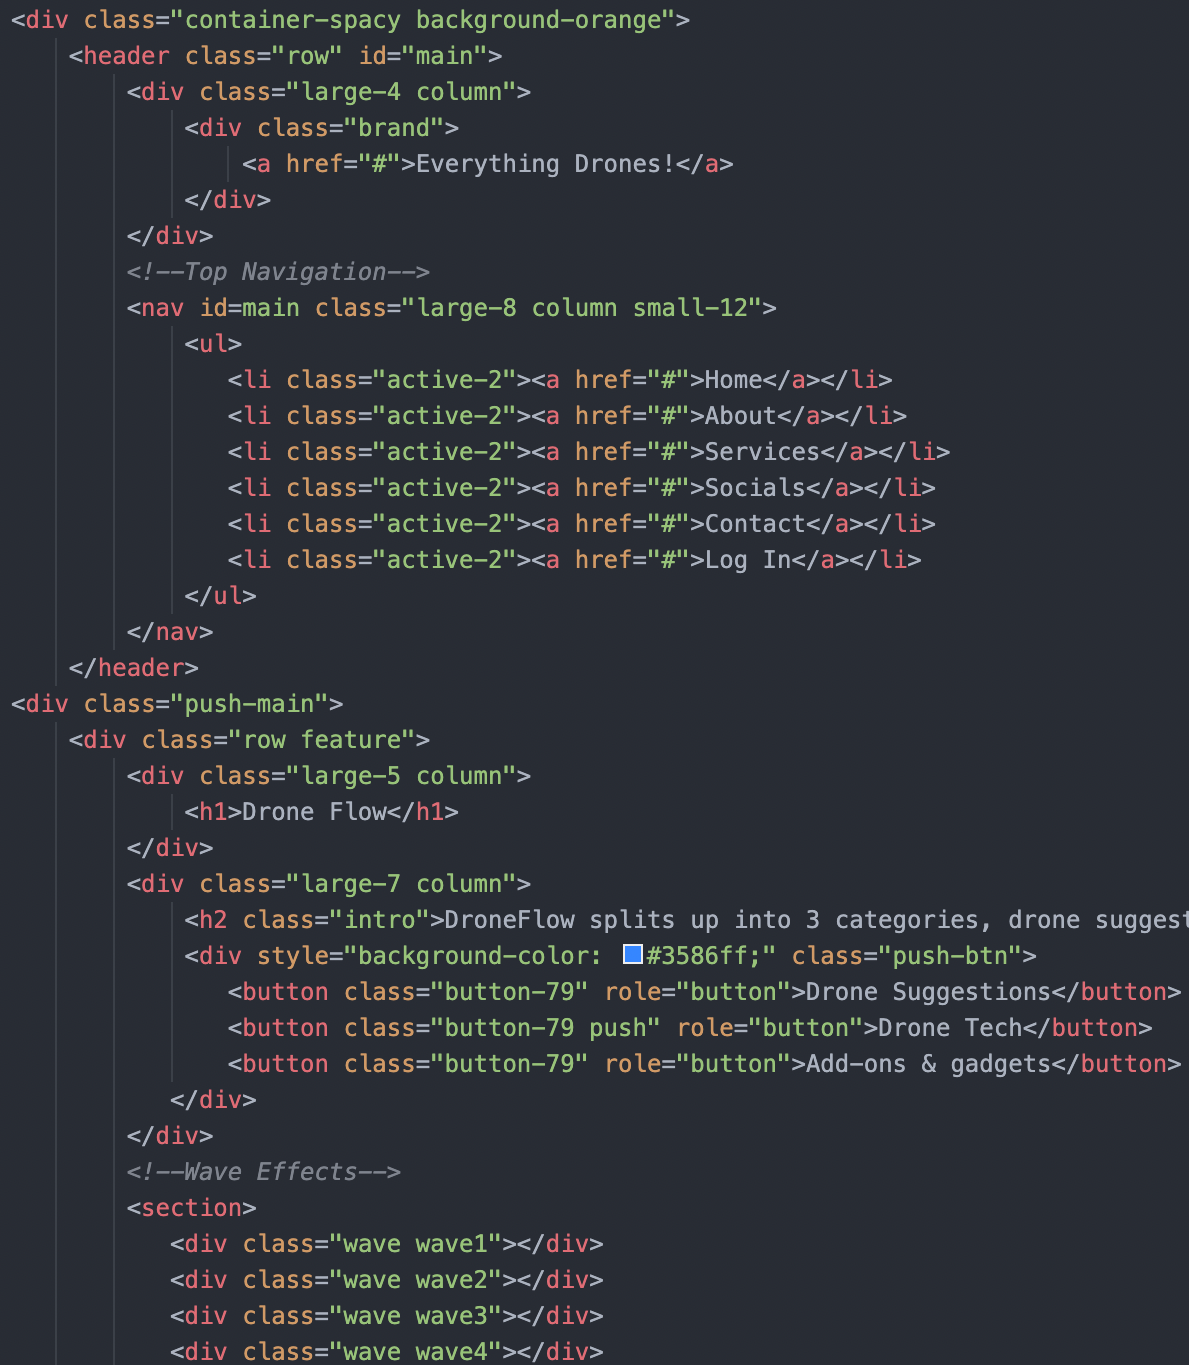 <div class="container-spacy background-orange">
<header class="row" id="main">
<div class="large-4 column">
<div class="brand">
<a href="#">Everything Drones!</a>
</div>
</div>
<!--Top Navigation-->
<nav id=main class="large-8 column small-12">
<ul>
<li class="active-2"><a href="#">Home</a></li>
<li class="active-2"><a href="#">About</a></li>
<li class="active-2"><a href="#">Services</a></li>
<li class="active-2"><a href="#">Socials</a></li>
<li class="active-2"><a href="#">Contact</a></li>
<li class="active-2"><a href="#">Log In</a></li>
</ul>
</nav>
</header>
<div class="push-main">
<div class="row feature">
<div class="large-5 column">
<h1>Drone Flow</h1>
</div>
<div class="large-7 column">
<h2 class="intro">DroneFlow splits up into 3 categories, drone suggest
<div style="background-color: #3586ff;" class="push-btn">
<button class="button-79" role="button">Drone Suggestions</button>
<button class="button-79 push" role="button">Drone Tech</button>
<button class="button-79" role="button">Add-ons & gadgets</button>
</div>
</div>
<!--Wave Effects-->
<section>
<div class="wave wave1"></div>
<div class="wave wave2"></div>
<div class="wave wave3"></div>
<div class="wave wave4"></div>